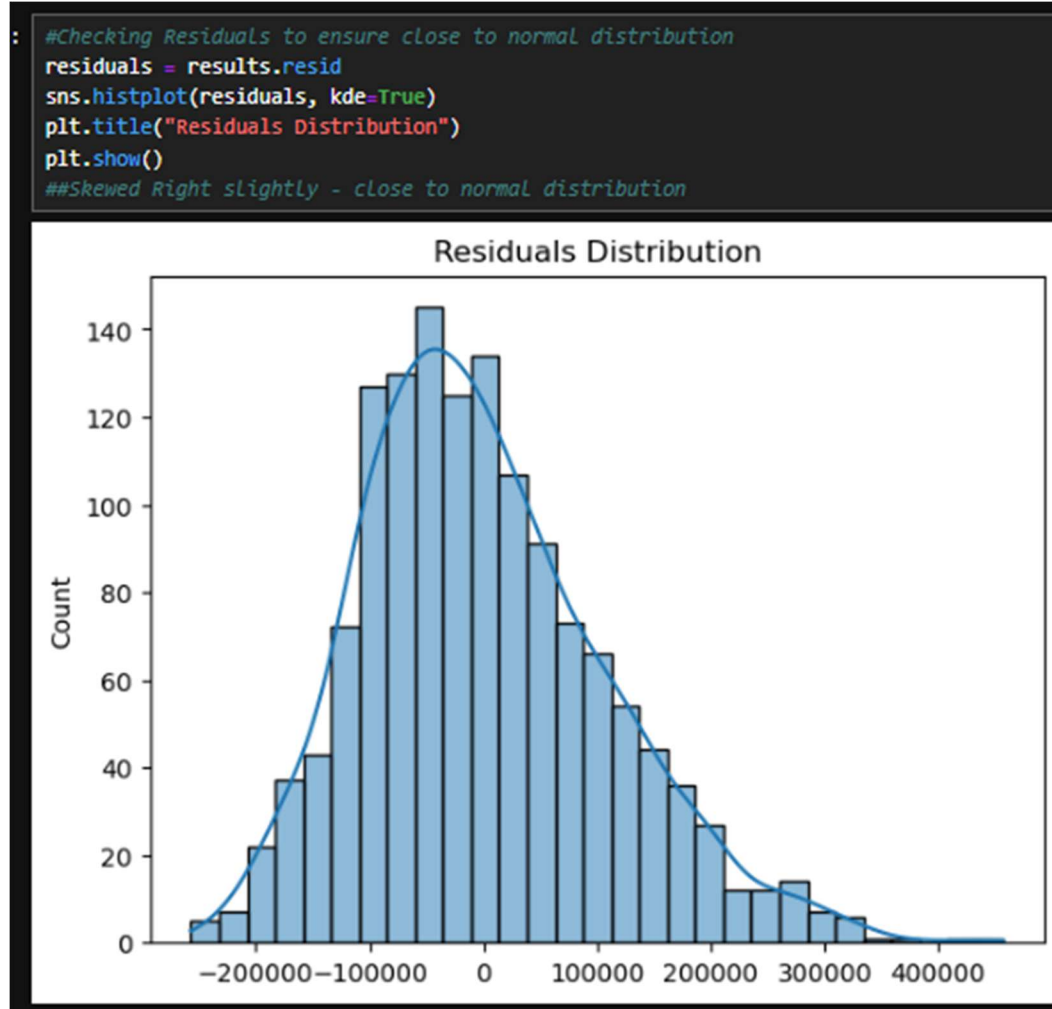 :
#Checking Residuals to ensure close to normal distribution
residuals = results.resid
sns.histplot(residuals, kde=True)
plt.title("Residuals Distribution")
plt.show()
##Skewed Right slightly - close to normal distribution
Residuals Distribution
140
120
100
80
60
40
20
0
Count
−200000 −100000 0 100000 200000 300000 400000